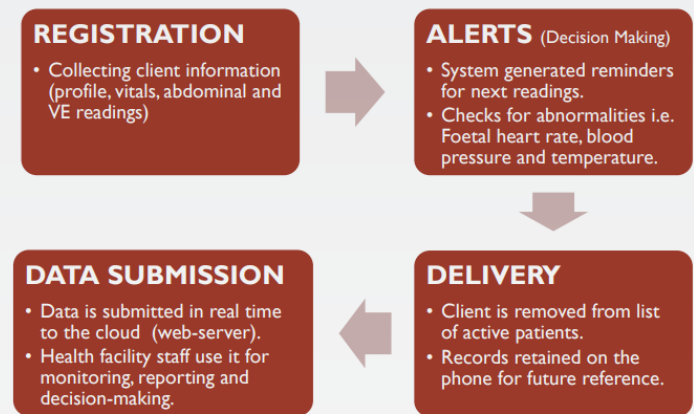 REGISTRATION
• Collecting client information
(profile, vitals, abdominal and
VE readings)
ALERTS (Decision Making)
• System generated reminders
for next readings.
• Checks for abnormalities i.e.
Foetal heart rate, blood
pressure and temperature.
DELIVERY
• Client is removed from list
of active patients.
• Records retained on the
phone for future reference.
DATA SUBMISSION
• Data is submitted in real time
to the cloud (web-server).
• Health facility staff use it for
monitoring, reporting and
decision-making.